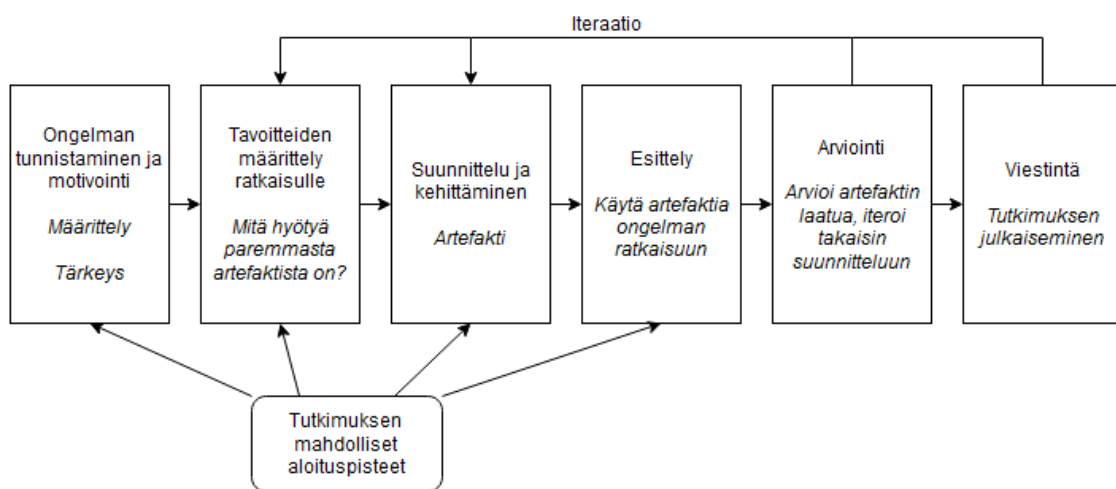 Iteraatio
Ongelman
tunnistaminen ja
motivointi
Määrittely
Tärkeys
Tavoitteiden
määrittely
ratkaisulle
Mitä hyötyä
paremmasta
artefaktista on?
Suunnittelu ja
kehittäminen
Artefakti
Esittely
Käytä artefaktia
ongelman
ratkaisuun
Arviointi
Arvioi artefaktin
laatua, iteroi
takaisin
suunnitteluun
Viestintä
Tutkimuksen
julkaiseminen
Tutkimuksen
mahdolliset
aloituspisteet